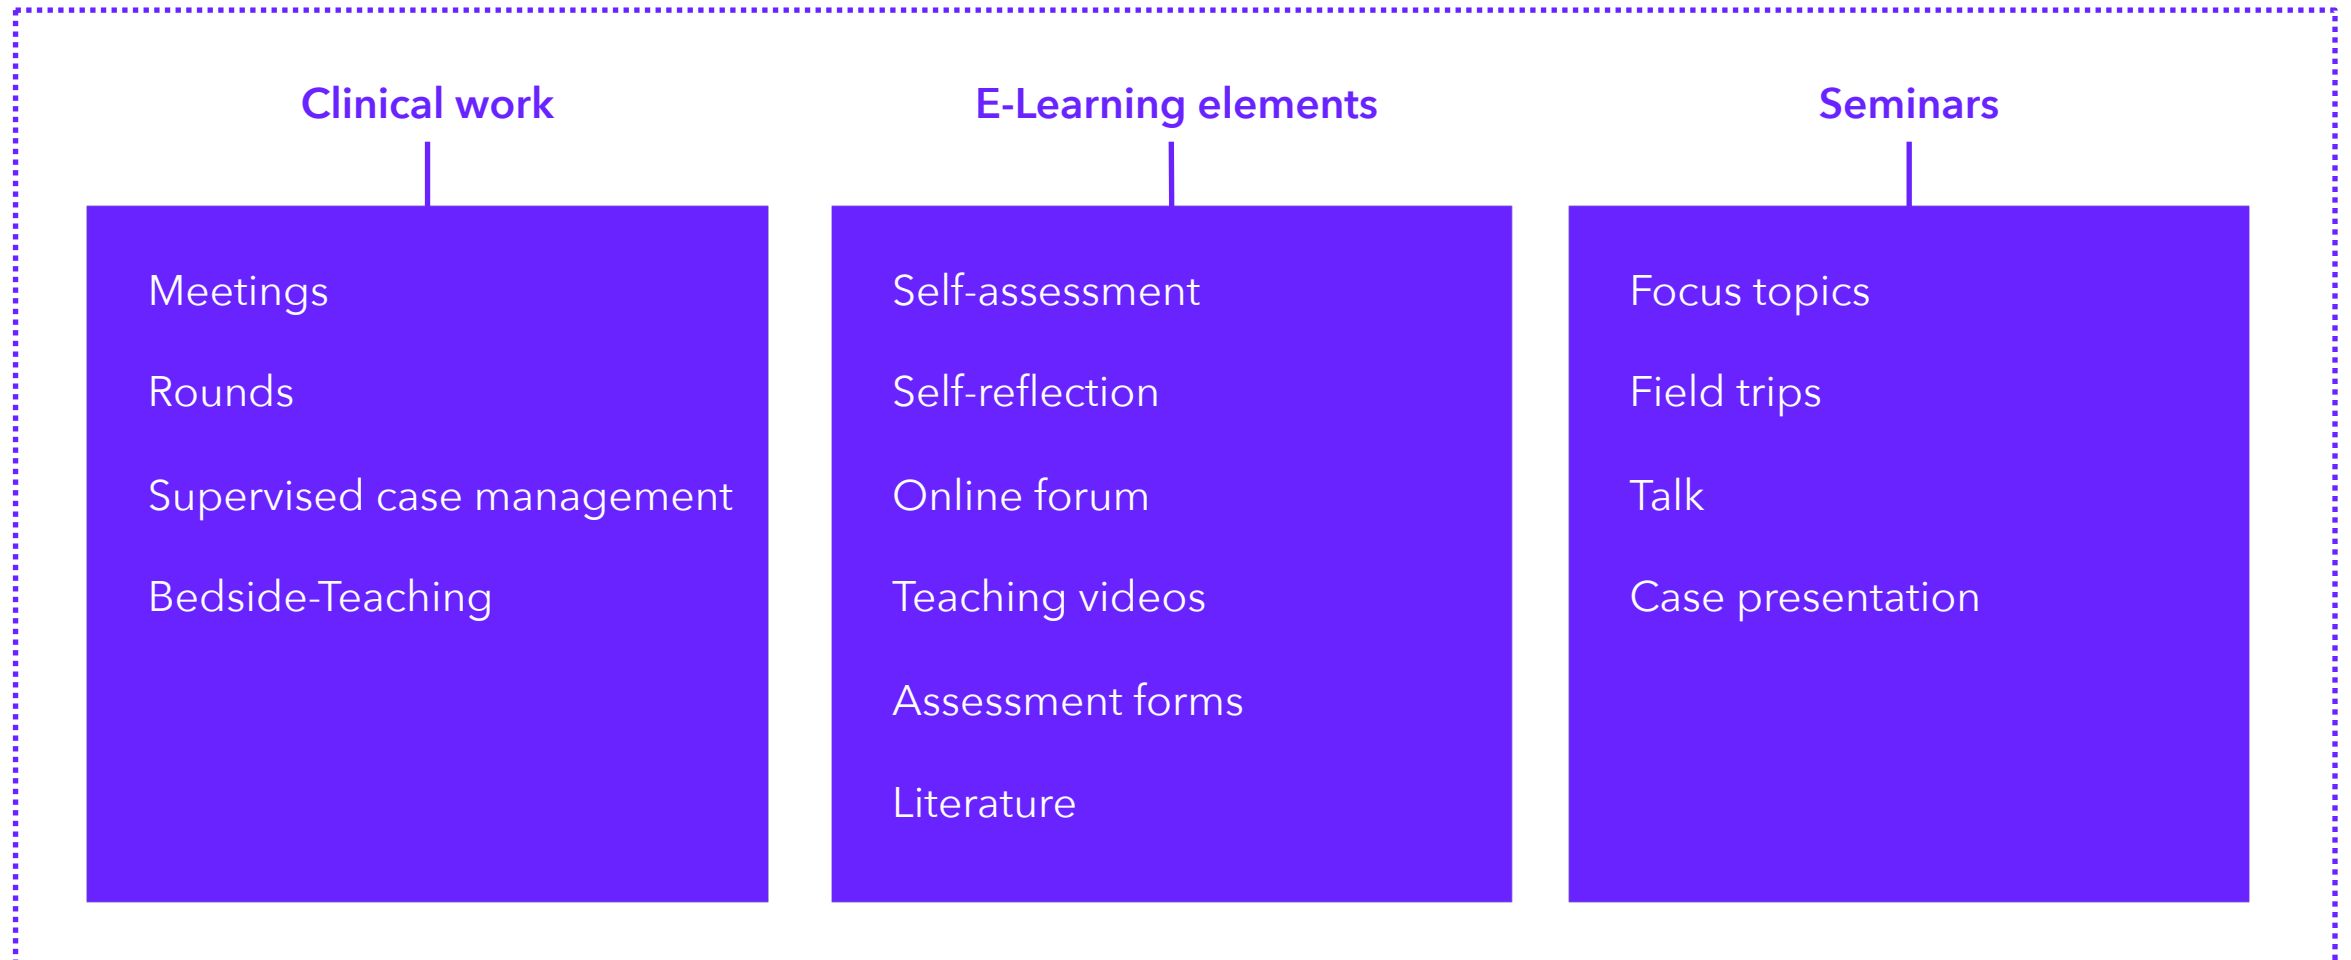 Clinical work
Meetings
Rounds
Supervised case management
Bedside-Teaching
E-Learning elements
Self-assessment
Self-reflection
Online forum
Teaching videos
Assessment forms
Literature
Seminars
Focus topics
Field trips
Talk
Case presentation